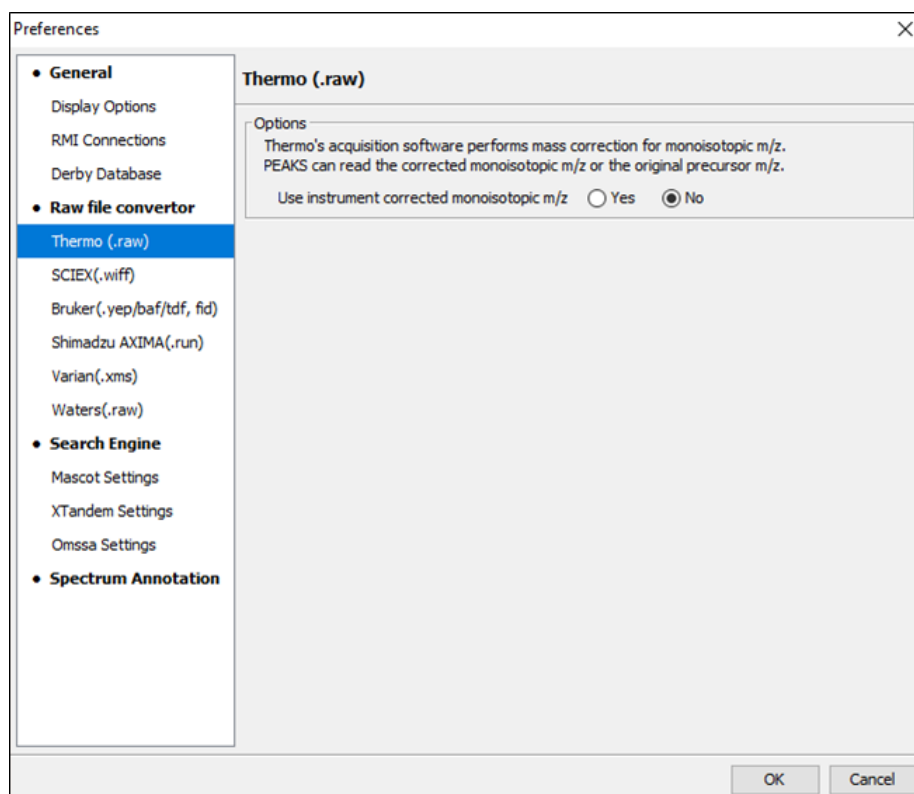 Preferences
• General
Display Options
RMI Connections
Derby Database
• Raw file convertor
Thermo (.raw)
SCIEX(.wiff)
Bruker(.yep/baf/tdf, fid)
Shimadzu AXIMA(.run)
Varian(.xms)
Waters(.raw)
• Search Engine
Mascot Settings
XTandem Settings
Omssa Settings
• Spectrum Annotation
Thermo (.raw)
Options
Thermo's acquisition software performs mass correction for monoisotopic m/z.
PEAKS can read the corrected monoisotopic m/z or the original precursor m/z.
Use instrument corrected monoisotopic m/z Yes No
OK Cancel